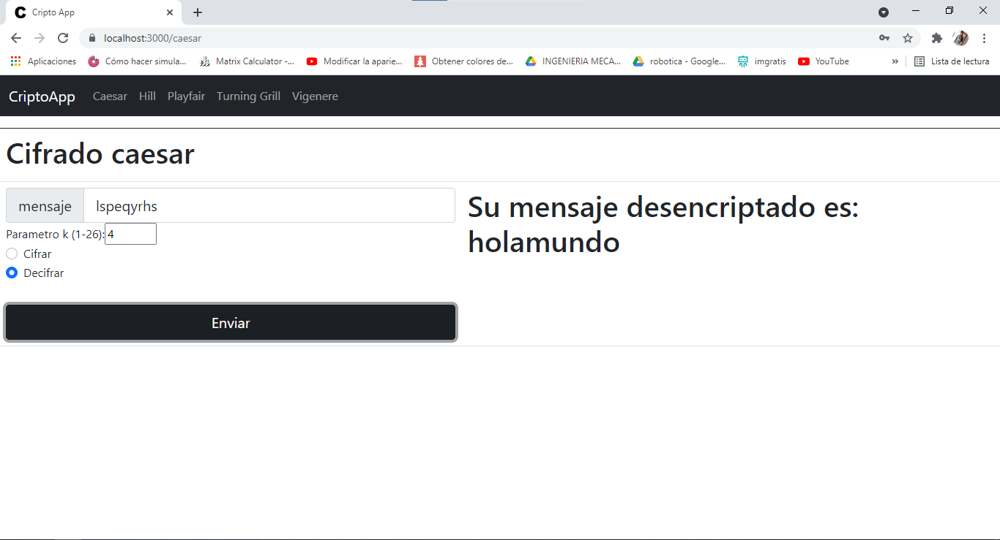 Cripto App
localhost:3000/caesar
Aplicaciones Cómo hacer simula... Matrix Calculator -... Modificar la aparie... Obtener colores de... INGENIERIA MECA... robotica - Google... imgratis YouTube » Lista de lectura
CriptoApp Caesar Hill Playfair Turning Grill Vigenere
Cifrado caesar
mensaje lspeqyrhs
Parametro k (1-26): 4
Cifrar
Decifrar
Enviar
Su mensaje desencriptado es:
holamundo